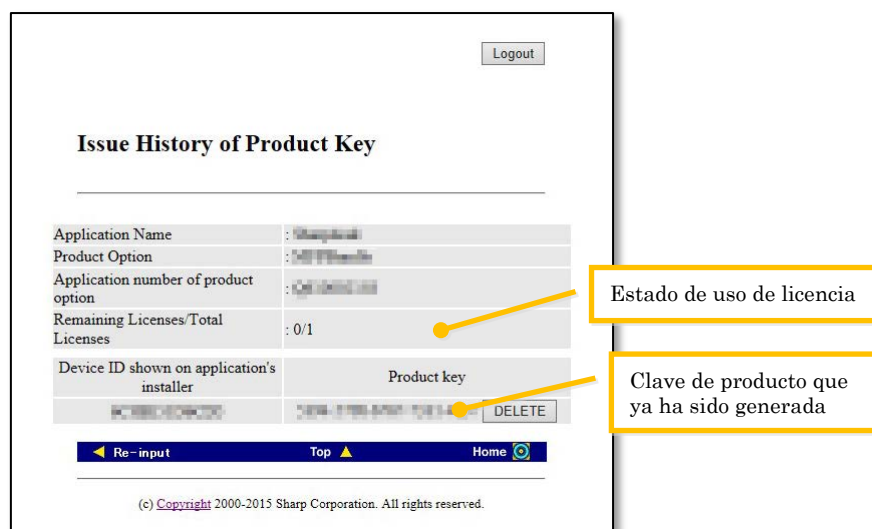 Logout
Issue History of Product Key
Application Name
:
Product Option
:
Application number of product
option
:
Remaining Licenses/Total
Licenses
: 0/1
Estado de uso de licencia
Device ID shown on application's
installer
Product key
DELETE
Clave de producto que
ya ha sido generada
Re-input
Top
Home
(c) Copyright 2000-2015 Sharp Corporation. All rights reserved.